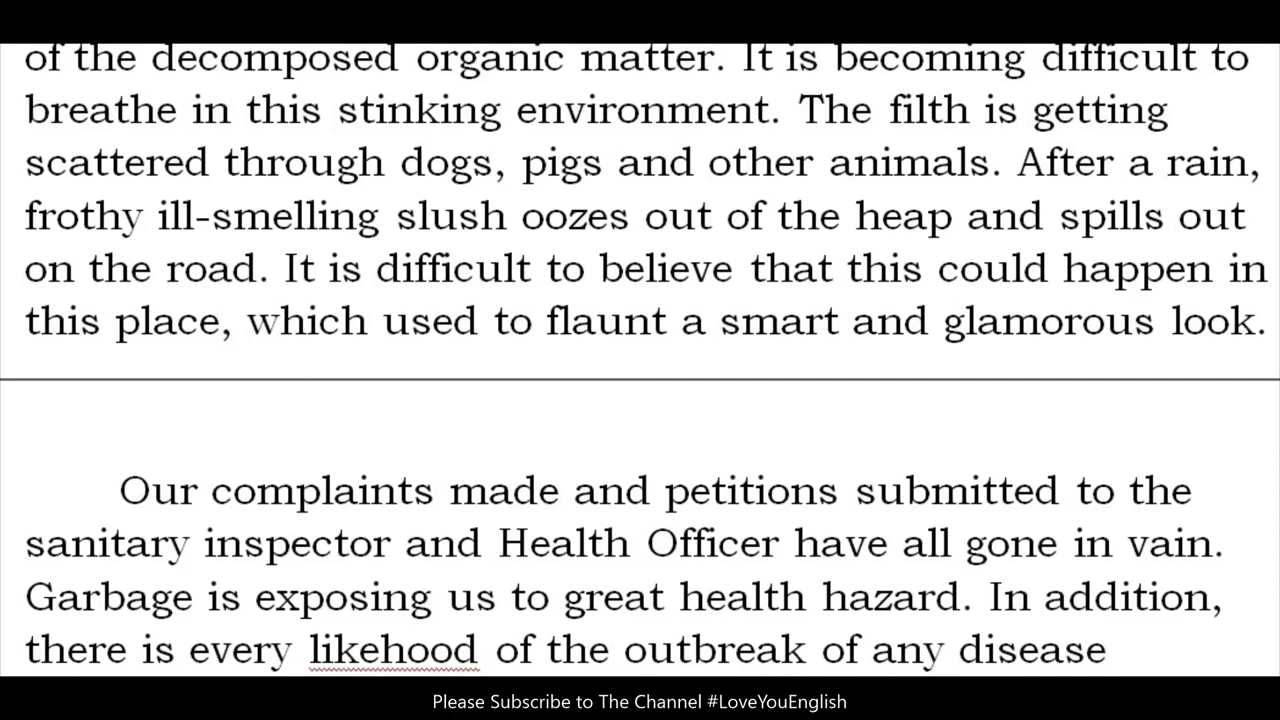 of the decomposed organic matter. It is becoming difficult to
breathe in this stinking environment. The filth is getting
scattered through dogs, pigs and other animals. After a rain,
frothy ill-smelling slush oozes out of the heap and spills out
on the road. It is difficult to believe that this could happen in
this place, which used to flaunt a smart and glamorous look.
Our complaints made and petitions submitted to the
sanitary inspector and Health Officer have all gone in vain.
Garbage is exposing us to great health hazard. In addition,
there is every likehood of the outbreak of any disease
Please Subscribe to The Channel #LoveYouEnglish